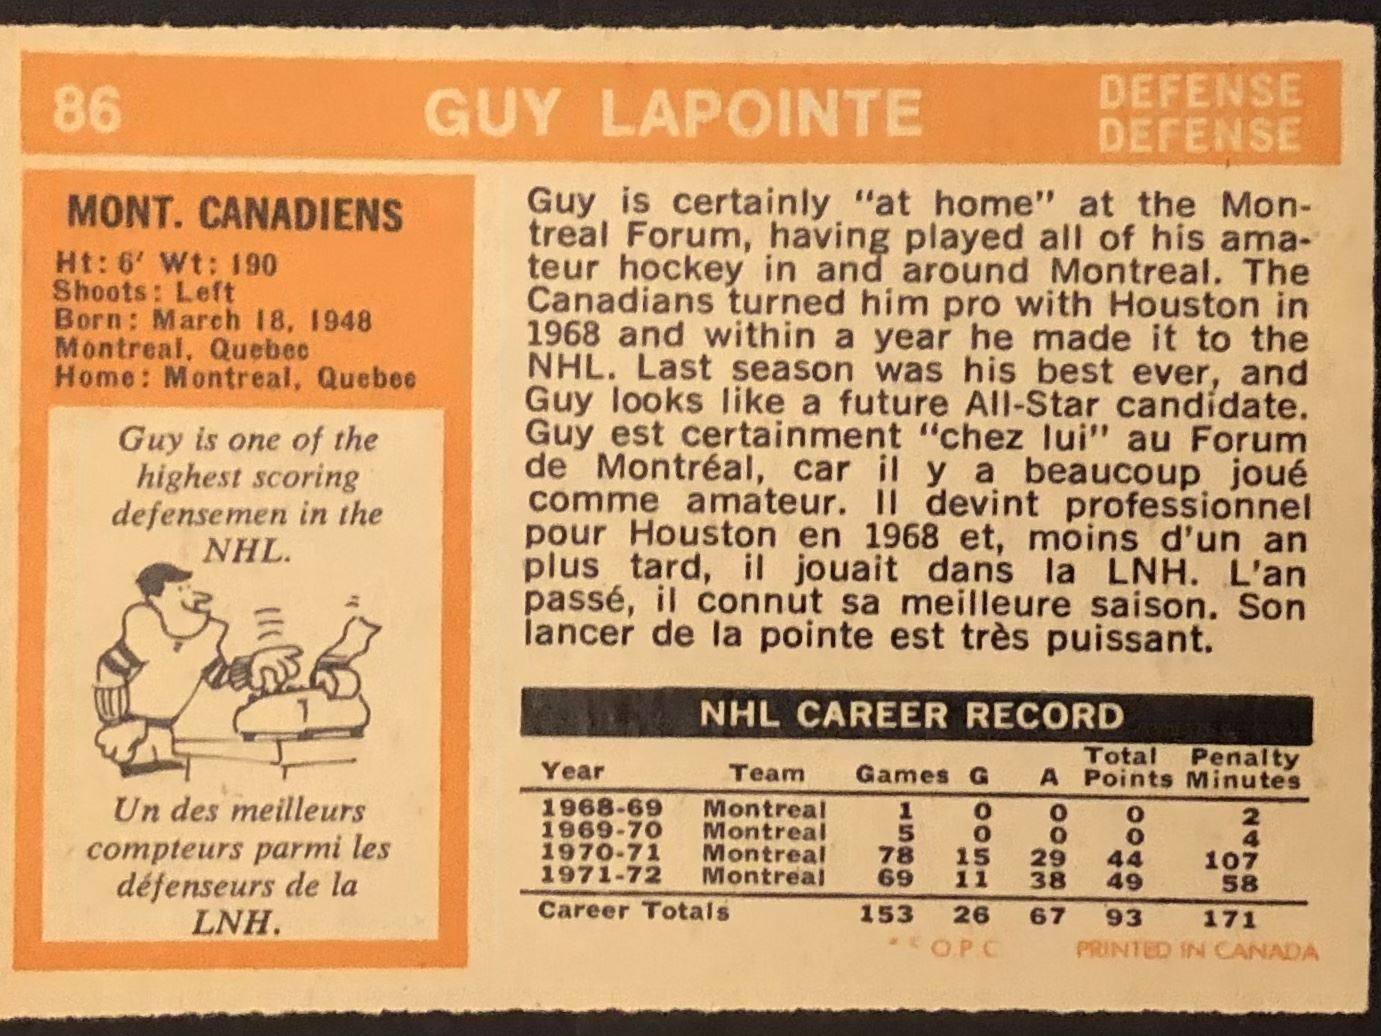 86
GUY LAPOINTE
DEFENSE
DEFENSE
MONT. CANADIENS
Ht: 6' Wt: 190
Shoots: Left
Born: March 18, 1948
Montreal, Quebec
Home: Montreal, Quebec
Guy is one of the
highest scoring
defensemen in the
NHL.
1
Un des meilleurs
compteurs parmi les
défenseurs de la
LNH.
Guy is certainly "at home" at the Mon-
treal Forum, having played all of his ama-
teur hockey in and around Montreal. The
Canadians turned him pro with Houston in
1968 and within a year he made it to the
NHL. Last season was his best ever, and
Guy looks like a future All-Star candidate.
Guy est certainment "chez lui" au Forum
de Montréal, car il y a beaucoup joué
comme amateur. Il devint professionnel
pour Houston en 1968 et, moins d'un an
plus tard, il jouait dans la LNH. L'an
passé, il connut sa meilleure saison. Son
lancer de la pointe est très puissant.
NHL CAREER RECORD
Year Team Games G A Total Points Penalty Minutes
1968-69 Montreal 1 0 0 0 2
1969-70 Montreal 5 0 0 0 4
1970-71 Montreal 78 15 29 44 107
1971-72 Montreal 69 11 38 49 58
Career Totals 153 26 67 93 171
O.P.C PRINTED IN CANADA